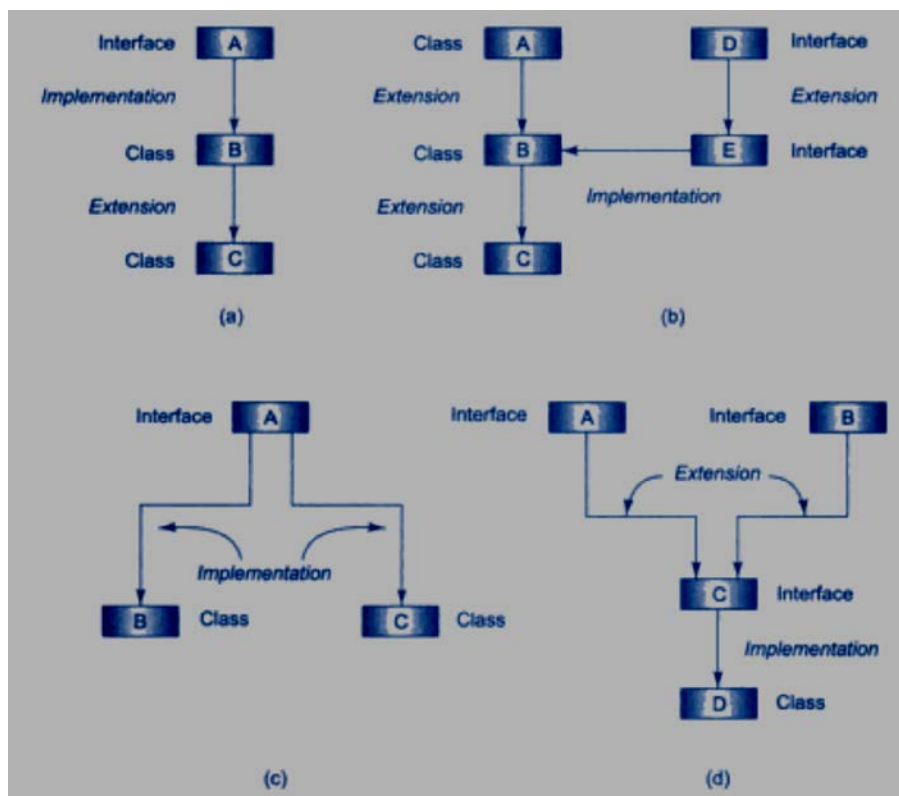 Interface A
Implementation
Class B
Extension
Class C
(a)
Class A D Interface
Extension Extension
Class B E Interface
Implementation
Extension
Class C
(b)
Interface A
Implementation
B Class C Class
(c)
Interface A Interface B
Extension
C Interface
Implementation
D Class
(d)